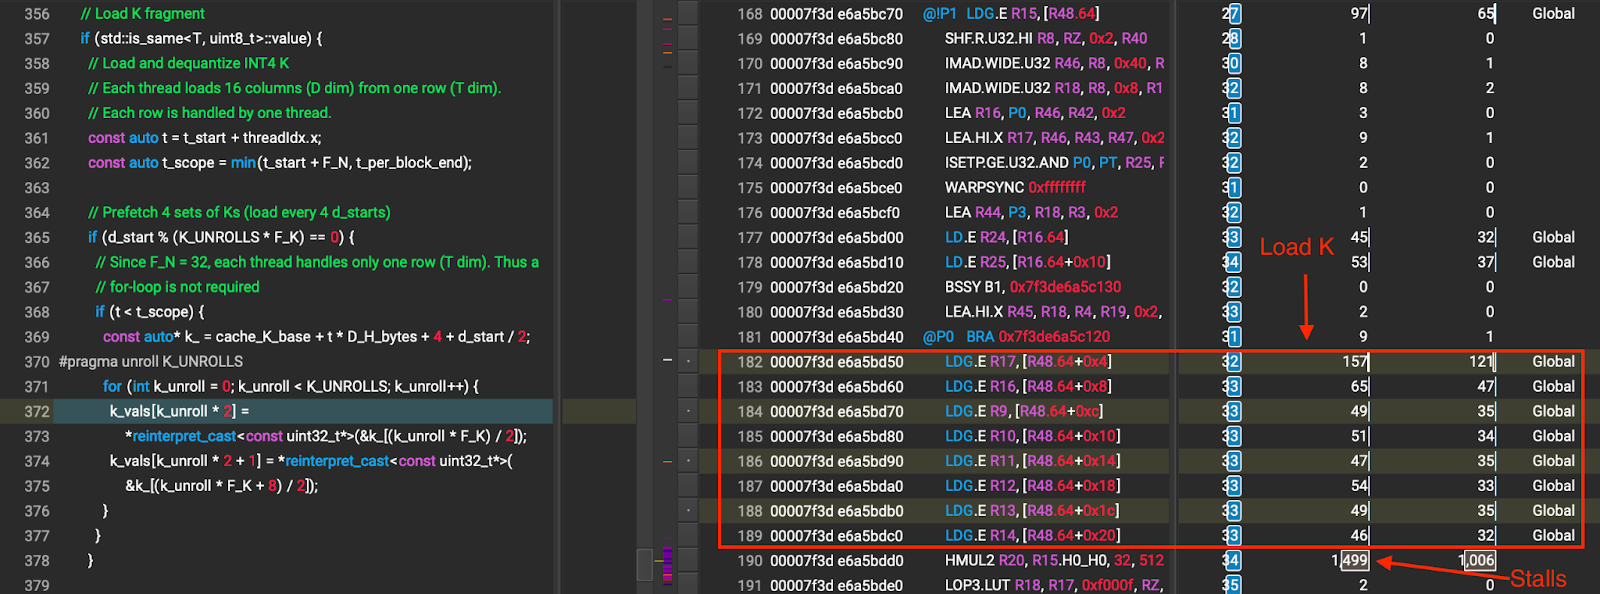 356 // Load K fragment
357 if (std::is_same<T, uint8_t>::value) {
358 // Load and dequantize INT4 K
359 // Each thread loads 16 columns (D dim) from one row (T dim).
360 // Each row is handled by one thread.
361 const auto t = t_start + threadIdx.x;
362 const auto t_scope = min(t_start + F_N, t_per_block_end);
363
364 // Prefetch 4 sets of Ks (load every 4 d_starts)
365 if (d_start % (K_UNROLLS * F_K) == 0) {
366 // Since F_N = 32, each thread handles only one row (T dim). Thus a
367 // for-loop is not required
368 if (t < t_scope) {
369 const auto* k_ = cache_K_base + t * D_H_bytes + 4 + d_start / 2;
370 #pragma unroll K_UNROLLS
371 for (int k_unroll = 0; k_unroll < K_UNROLLS; k_unroll++) {
372 k_vals[k_unroll * 2] =
373 *reinterpret_cast<const uint32_t*>(&k_[(k_unroll * F_K) / 2]);
374 k_vals[k_unroll * 2 + 1] = *reinterpret_cast<const uint32_t*>(
375 &k_[(k_unroll * F_K + 8) / 2]);
376 }
377 }
378 }
379
168 00007f3d e6a5bc70 @!P1 LDG.E R15, [R48.64] 27 97 65 Global
169 00007f3d e6a5bc80 SHF.R.U32.HI R8, RZ, 0x2, R40 28 1 0
170 00007f3d e6a5bc90 IMAD.WIDE.U32 R46, R8, 0x40, R 30 8 1
171 00007f3d e6a5bca0 IMAD.WIDE.U32 R18, R8, 0x8, R1 32 8 2
172 00007f3d e6a5bcb0 LEA R16, P0, R46, R42, 0x2 31 3 0
173 00007f3d e6a5bcc0 LEA.HI.X R17, R46, R43, R47, 0x2 32 9 1
174 00007f3d e6a5bcd0 ISETP.GE.U32.AND P0, PT, R25, F 32 2 0
175 00007f3d e6a5bce0 WARPSYNC 0xffffffff 31 0 0
176 00007f3d e6a5bcf0 LEA R44, P3, R18, R3, 0x2 32 1 0
177 00007f3d e6a5bd00 LD.E R24, [R16.64] 33 45 32 Global
178 00007f3d e6a5bd10 LD.E R25, [R16.64+0x10] 34 53 37 Global
179 00007f3d e6a5bd20 BSSY B1, 0x7f3de6a5c130 32 0 0
180 00007f3d e6a5bd30 LEA.HI.X R45, R18, R4, R19, 0x2, 33 2 0
181 00007f3d e6a5bd40 @P0 BRA 0x7f3de6a5c120 31 9 1
Load K
182 00007f3d e6a5bd50 LDG.E R17, [R48.64+0x4] 32 157 121 Global
183 00007f3d e6a5bd60 LDG.E R16, [R48.64+0x8] 33 65 47 Global
184 00007f3d e6a5bd70 LDG.E R9, [R48.64+0xc] 33 49 35 Global
185 00007f3d e6a5bd80 LDG.E R10, [R48.64+0x10] 33 51 34 Global
186 00007f3d e6a5bd90 LDG.E R11, [R48.64+0x14] 33 47 35 Global
187 00007f3d e6a5bda0 LDG.E R12, [R48.64+0x18] 33 54 33 Global
188 00007f3d e6a5bdb0 LDG.E R13, [R48.64+0x1c] 33 49 35 Global
189 00007f3d e6a5bdc0 LDG.E R14, [R48.64+0x20] 33 46 32 Global
190 00007f3d e6a5bdd0 HMUL2 R20, R15.H0_H0, 32, 512 34 1,499 1,006
191 00007f3d e6a5bde0 LOP3.LUT R18, R17, 0xf000f, RZ, 35 2 0
Stalls